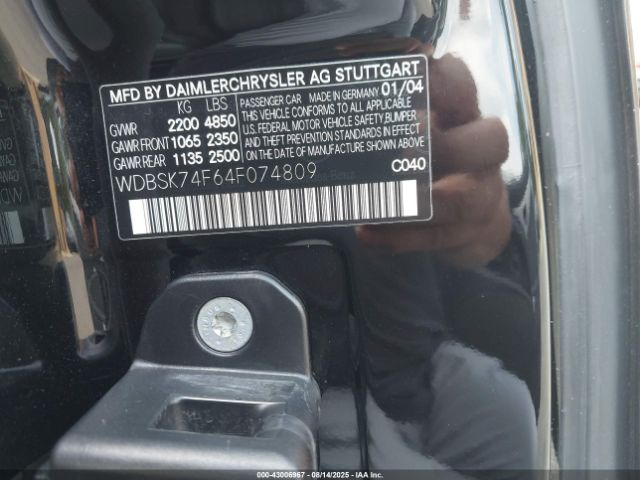 MFD BY DAIMLERCHRYSLER AG STUTTGART
KG LBS PASSENGER CAR MADE IN GERMANY 01/04
GVWR 2200 4850 THIS VEHICLE CONFORMS TO ALL APPLICABLE
GAWR FRONT 1065 2350 U.S. FEDERAL MOTOR VEHICLE SAFETY, BUMPER
GAWR REAR 1135 2500 AND THEFT PREVENTION STANDARDS IN EFFECT ON THE DATE OF MANUFACTURE SHOWN ABOVE.
WDBSK74F64F074809 C040
000-43006967 - 08/14/2025 - IAAI.COM